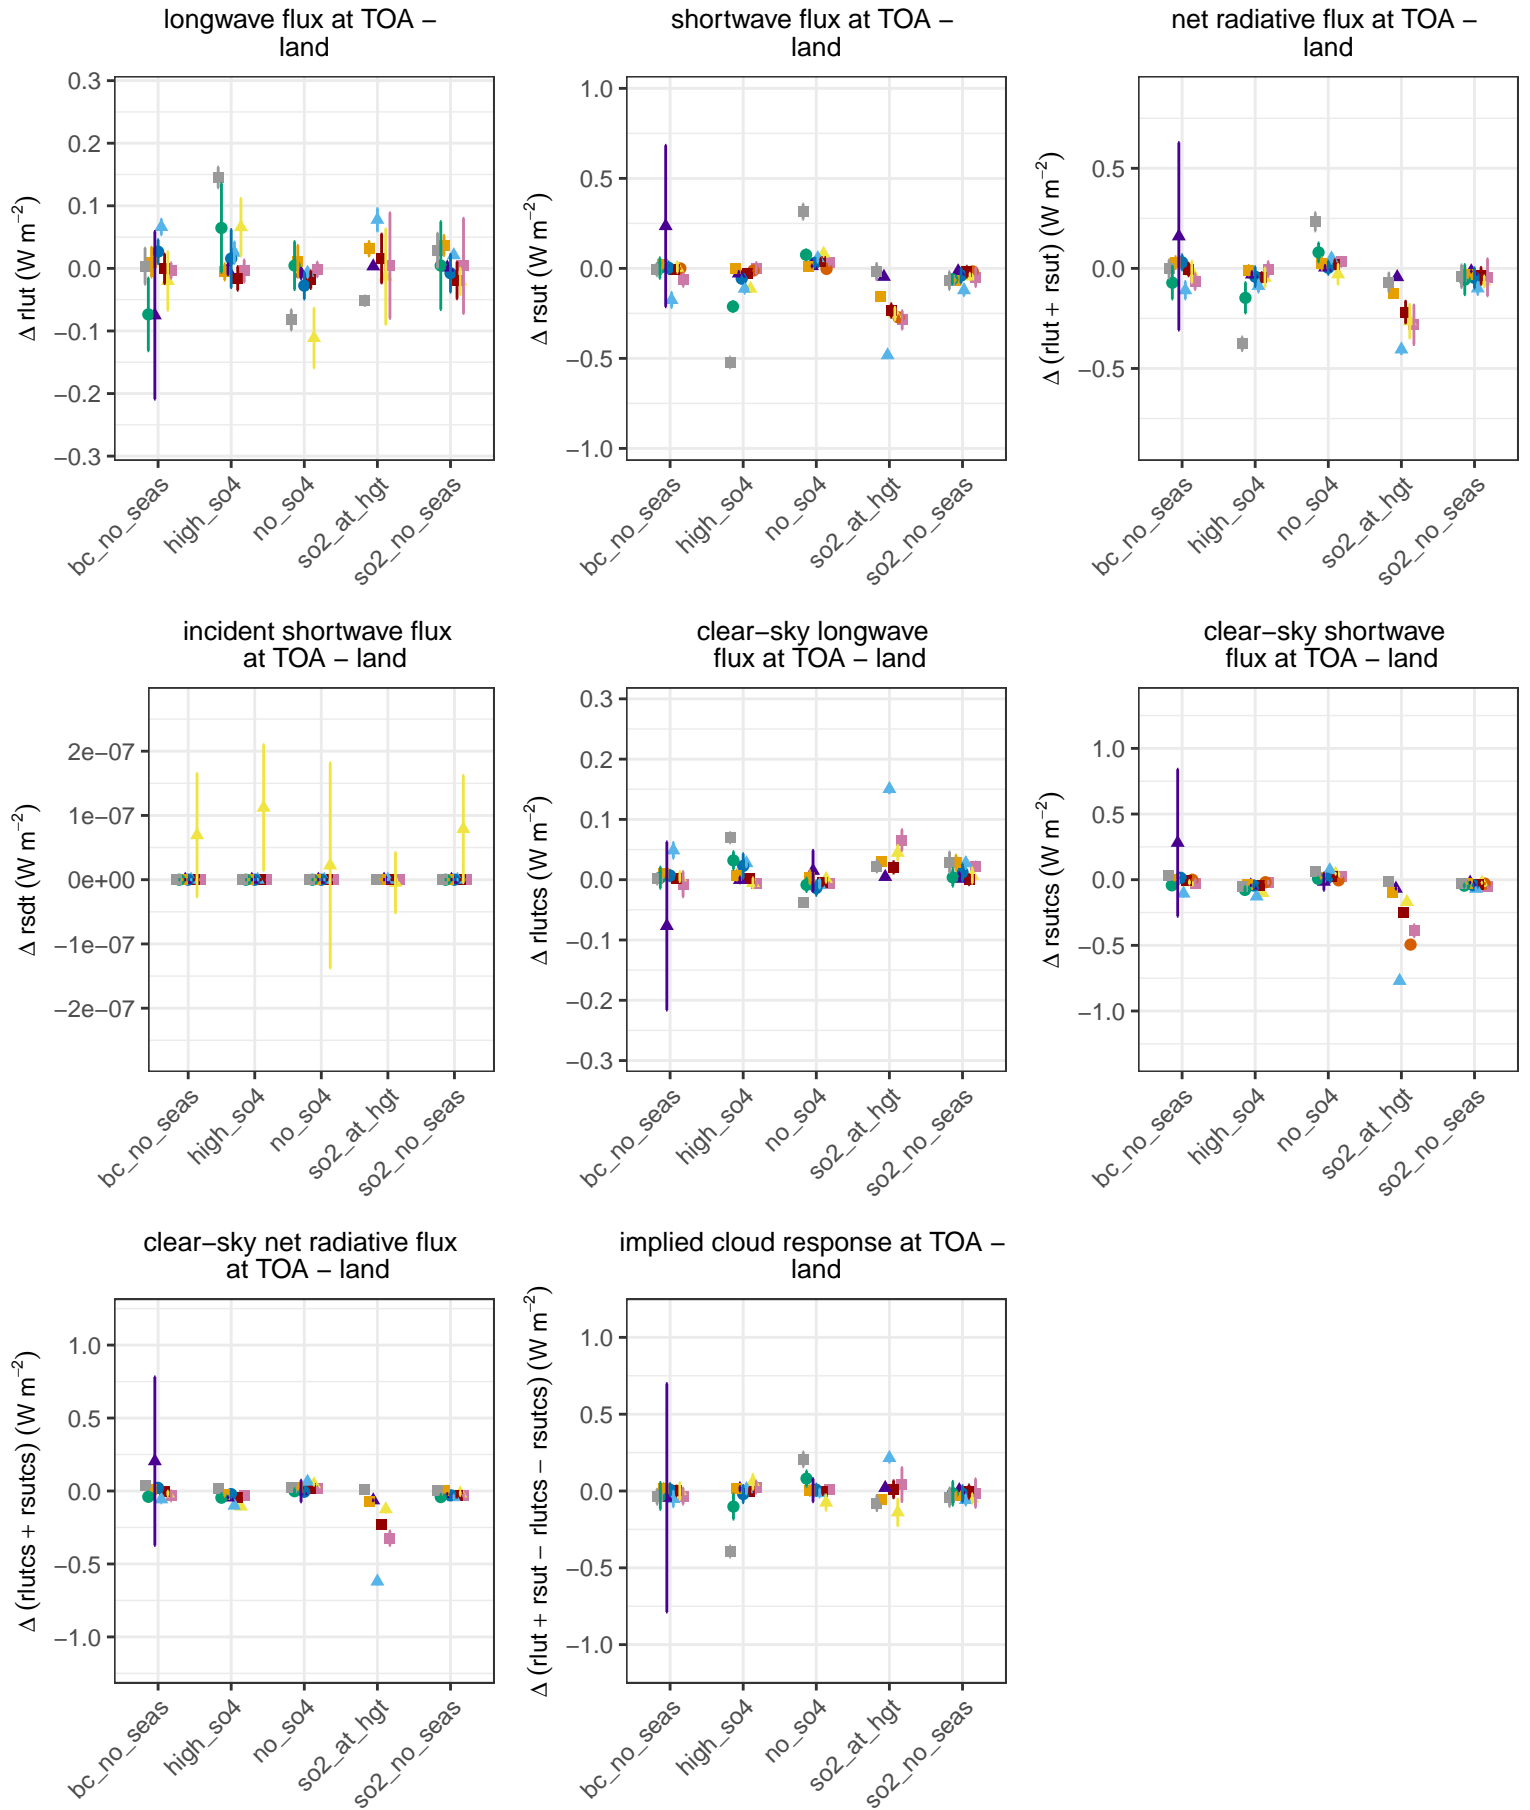 longwave flux at TOA −
land
Δ rlut (W m−2)
0.3
0.2
0.1
0.0
−0.1
−0.2
−0.3
bc_no_seas
high_so4
no_so4
so2_at_hgt
so2_no_seas
shortwave flux at TOA −
land
Δ rsut (W m−2)
1.0
0.5
0.0
−0.5
−1.0
bc_no_seas
high_so4
no_so4
so2_at_hgt
so2_no_seas
net radiative flux at TOA −
land
Δ (rlut + rsut) (W m−2)
0.5
0.0
−0.5
bc_no_seas
high_so4
no_so4
so2_at_hgt
so2_no_seas
incident shortwave flux
at TOA − land
Δ rsdt (W m−2)
2e−07
1e−07
0e+00
−1e−07
−2e−07
bc_no_seas
high_so4
no_so4
so2_at_hgt
so2_no_seas
clear−sky longwave
flux at TOA − land
Δ rlutcs (W m−2)
0.3
0.2
0.1
0.0
−0.1
−0.2
−0.3
bc_no_seas
high_so4
no_so4
so2_at_hgt
so2_no_seas
clear−sky shortwave
flux at TOA − land
Δ rsutcs (W m−2)
1.0
0.5
0.0
−0.5
−1.0
bc_no_seas
high_so4
no_so4
so2_at_hgt
so2_no_seas
clear−sky net radiative flux
at TOA − land
Δ (rlutcs + rsutcs) (W m−2)
1.0
0.5
0.0
−0.5
−1.0
bc_no_seas
high_so4
no_so4
so2_at_hgt
so2_no_seas
implied cloud response at TOA −
land
Δ (rlut + rsut − rlutcs − rsutcs) (W m−2)
1.0
0.5
0.0
−0.5
−1.0
bc_no_seas
high_so4
no_so4
so2_at_hgt
so2_no_seas